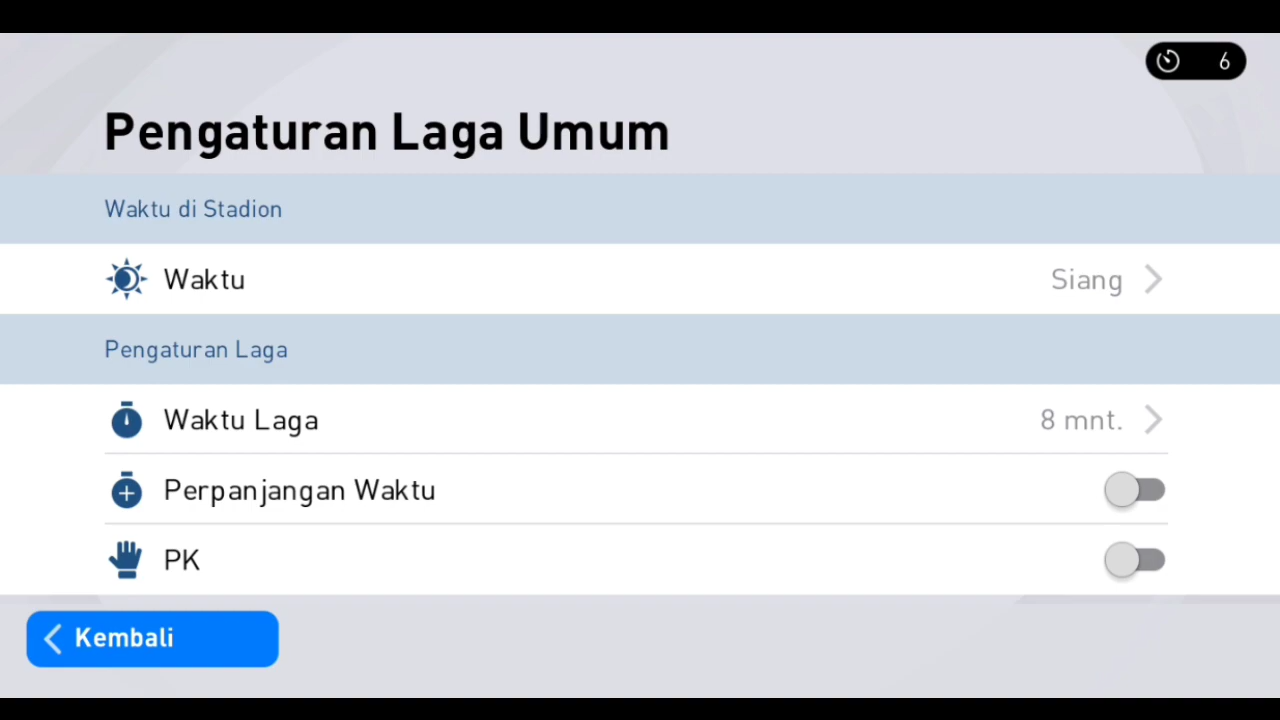 6
Pengaturan Laga Umum
Waktu di Stadion
Waktu Siang
Pengaturan Laga
Waktu Laga 8 mnt.
Perpanjangan Waktu
PK
Kembali